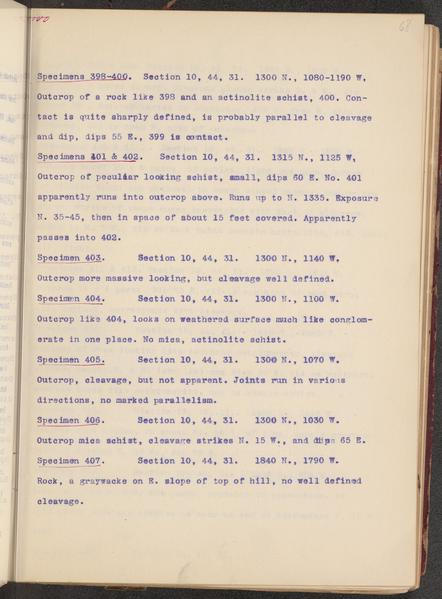 68
Specimens 398-400. Section 10, 44, 31. 1300 N., 1080-1190 W,
Outcrop of a rock like 398 and an actinolite schist, 400. Con-
tact is quite sharply defined, is probably parallel to cleavage
and dip, dips 55 E., 399 is contact.
Specimens 401 & 402. Section 10, 44, 31. 1315 N., 1125 W,
Outcrop of peculiar looking schist, small, dips 60 E. No. 401
apparently runs into outcrop above. Runs up to N. 1335. Exposure
N. 35-45, then in space of about 15 feet covered. Apparently
passes into 402.
Specimen 403. Section 10, 44, 31. 1300 N., 1140 W.
Outcrop more massive looking, but cleavage well defined.
Specimen 404. Section 10, 44, 31. 1300 N., 1100 W.
Outcrop like 404, looks on weathered surface much like conglom-
erate in one place. No mica, actinolite schist.
Specimen 405. Section 10, 44, 31. 1300 N., 1070 W.
Outcrop, cleavage, but not apparent. Joints run in various
directions, no marked parallelism.
Specimen 406. Section 10, 44, 31. 1300 N., 1030 W.
Outcrop mica schist, cleavage strikes N. 15 W., and dips 65 E.
Specimen 407. Section 10, 44, 31. 1840 N., 1790 W.
Rock, a graywacke on E. slope of top of hill, no well defined
cleavage.